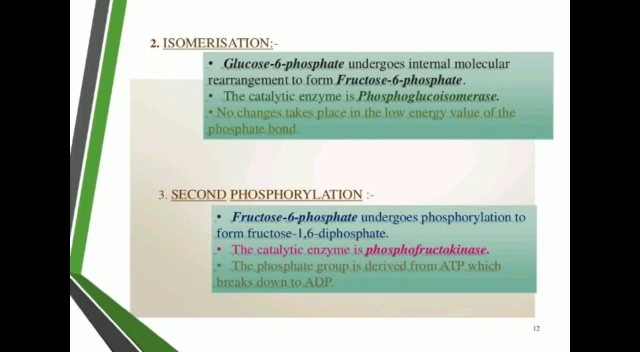 2. ISOMERISATION:-
• Glucose-6-phosphate undergoes internal molecular
rearrangement to form Fructose-6-phosphate.
• The catalytic enzyme is Phosphoglucoisomerase.
• No changes takes place in the low energy value of the
phosphate bond.
3. SECOND PHOSPHORYLATION :-
• Fructose-6-phosphate undergoes phosphorylation to
form fructose-1,6-diphosphate.
• The catalytic enzyme is phosphofructokinase.
• The phosphate group is derived from ATP which
breaks down to ADP.
12